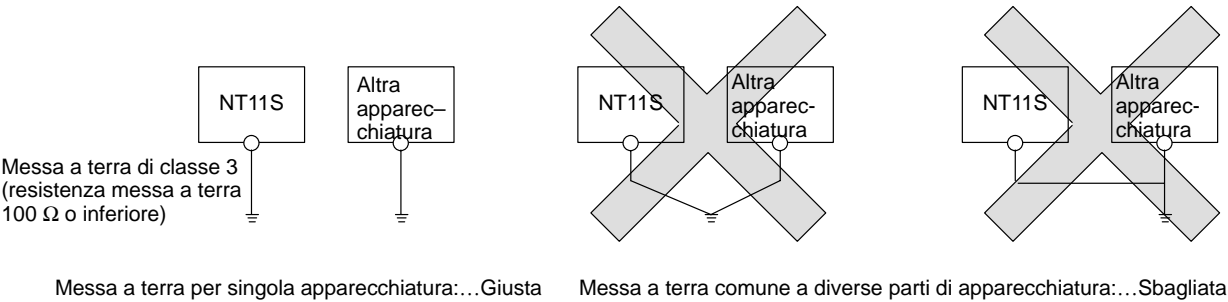 NT11S
Altra
apparec–
chiatura
NT11S
Altra
apparec-
chiatura
NT11S
Altra
apparec-
chiatura
Messa a terra di classe 3
(resistenza messa a terra
100 Ω o inferiore)
Messa a terra per singola apparecchiatura:…Giusta
Messa a terra comune a diverse parti di apparecchiatura:…Sbagliata